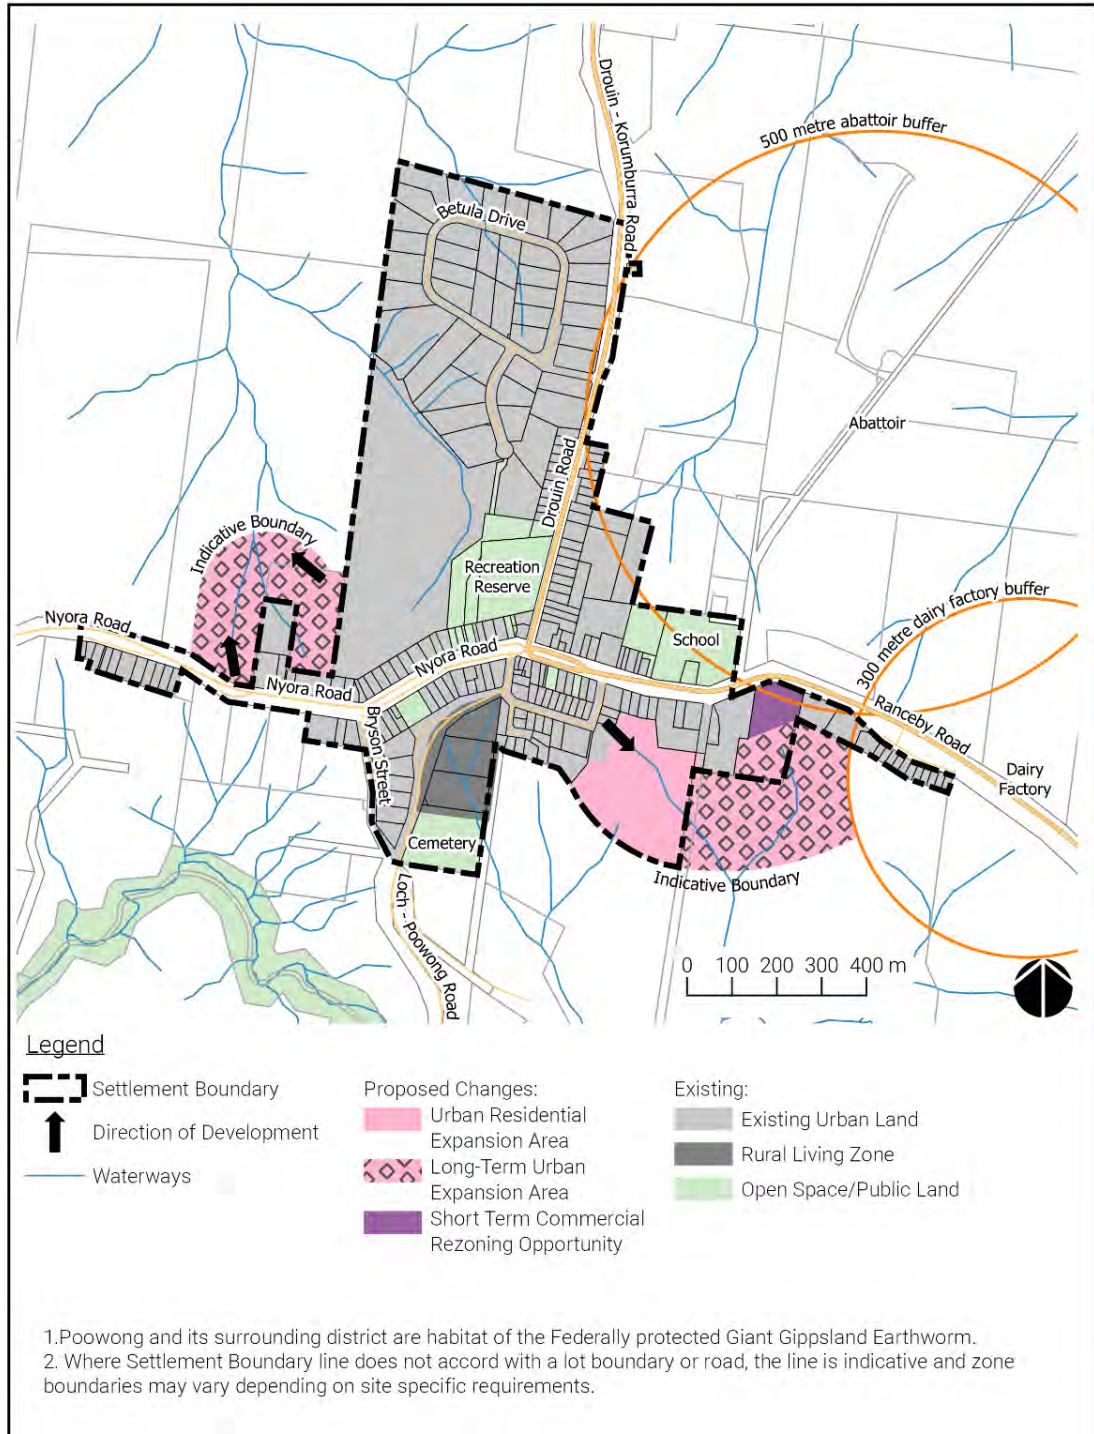 500 metre abattoir buffer
Drouin - Korumburra Road
Betula Drive
Abattoir
Drouin Road
Indicative Boundary
Recreation
Reserve
300 metre dairy factory buffer
School
Nyora Road
Nyora Road
Nyora Road
Ranceby Road
Bryson Street
Dairy
Factory
Cemetery
Indicative Boundary
Loch - Poowong Road
0 100 200 300 400 m
Legend
Settlement Boundary
Direction of Development
Waterways
Proposed Changes:
Urban Residential
Expansion Area
Long-Term Urban
Expansion Area
Short Term Commercial
Rezoning Opportunity
Existing:
Existing Urban Land
Rural Living Zone
Open Space/Public Land
1.Poowong and its surrounding district are habitat of the Federally protected Giant Gippsland Earthworm.
2. Where Settlement Boundary line does not accord with a lot boundary or road, the line is indicative and zone
boundaries may vary depending on site specific requirements.